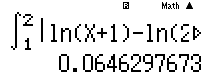 R Math ▲
∫₁² |ln(X+1)-ln(2▷
0.0646297673